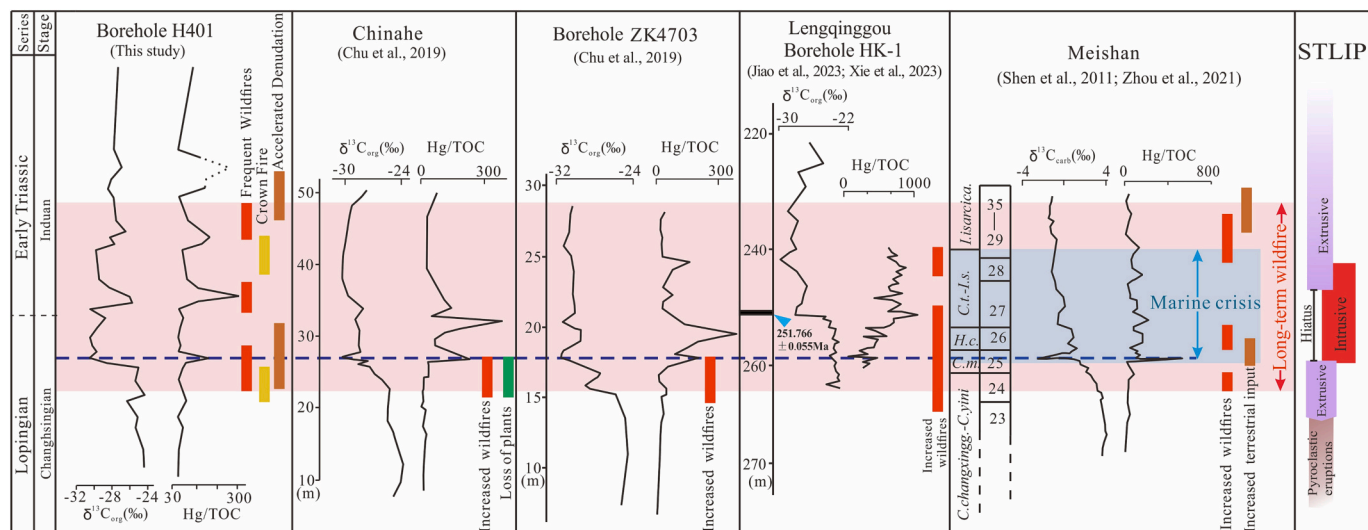 Series
Stage
Early Triassic
Induan
Lopingian
Changhsingian
Borehole H401
(This study)
Frequent Wildfires
Crown Fire
Accelerated Denudation
-32 -28 -24
δ¹³Corg(‰)
30 300
Hg/TOC
Chinahe
(Chu et al., 2019)
δ¹³Corg(‰) Hg/TOC
-30 -24 0 300
50
40
30
20
10
(m)
Increased wildfires
Loss of plants
Borehole ZK4703
(Chu et al., 2019)
δ¹³Corg(‰) Hg/TOC
-32 -24 0 400
30
25
20
15
10
(m)
Increased wildfires
Lengqinggou
Borehole HK-1
(Jiao et al., 2023; Xie et al., 2023)
δ¹³Corg(‰)
-30 -22
220
Hg/TOC
0 1000
240
251.766
±0.055Ma
260
270
(m)
Increased
wildfires
Meishan
(Shen et al., 2011; Zhou et al., 2021)
δ¹³Ccarb(‰) Hg/TOC
-4 4 0 800
I.isarcica.
C.t.-I.s.
H.c.
C.m.
C.changxingg.-C.yini
35
29
28
27
26
25
24
23
Marine crisis
Increased wildfires
Increased terrestrial input
Long-term wildfire
STLIP
Extrusive
Hiatus
Intrusive
Extrusive
Pyroclastic
eruptions